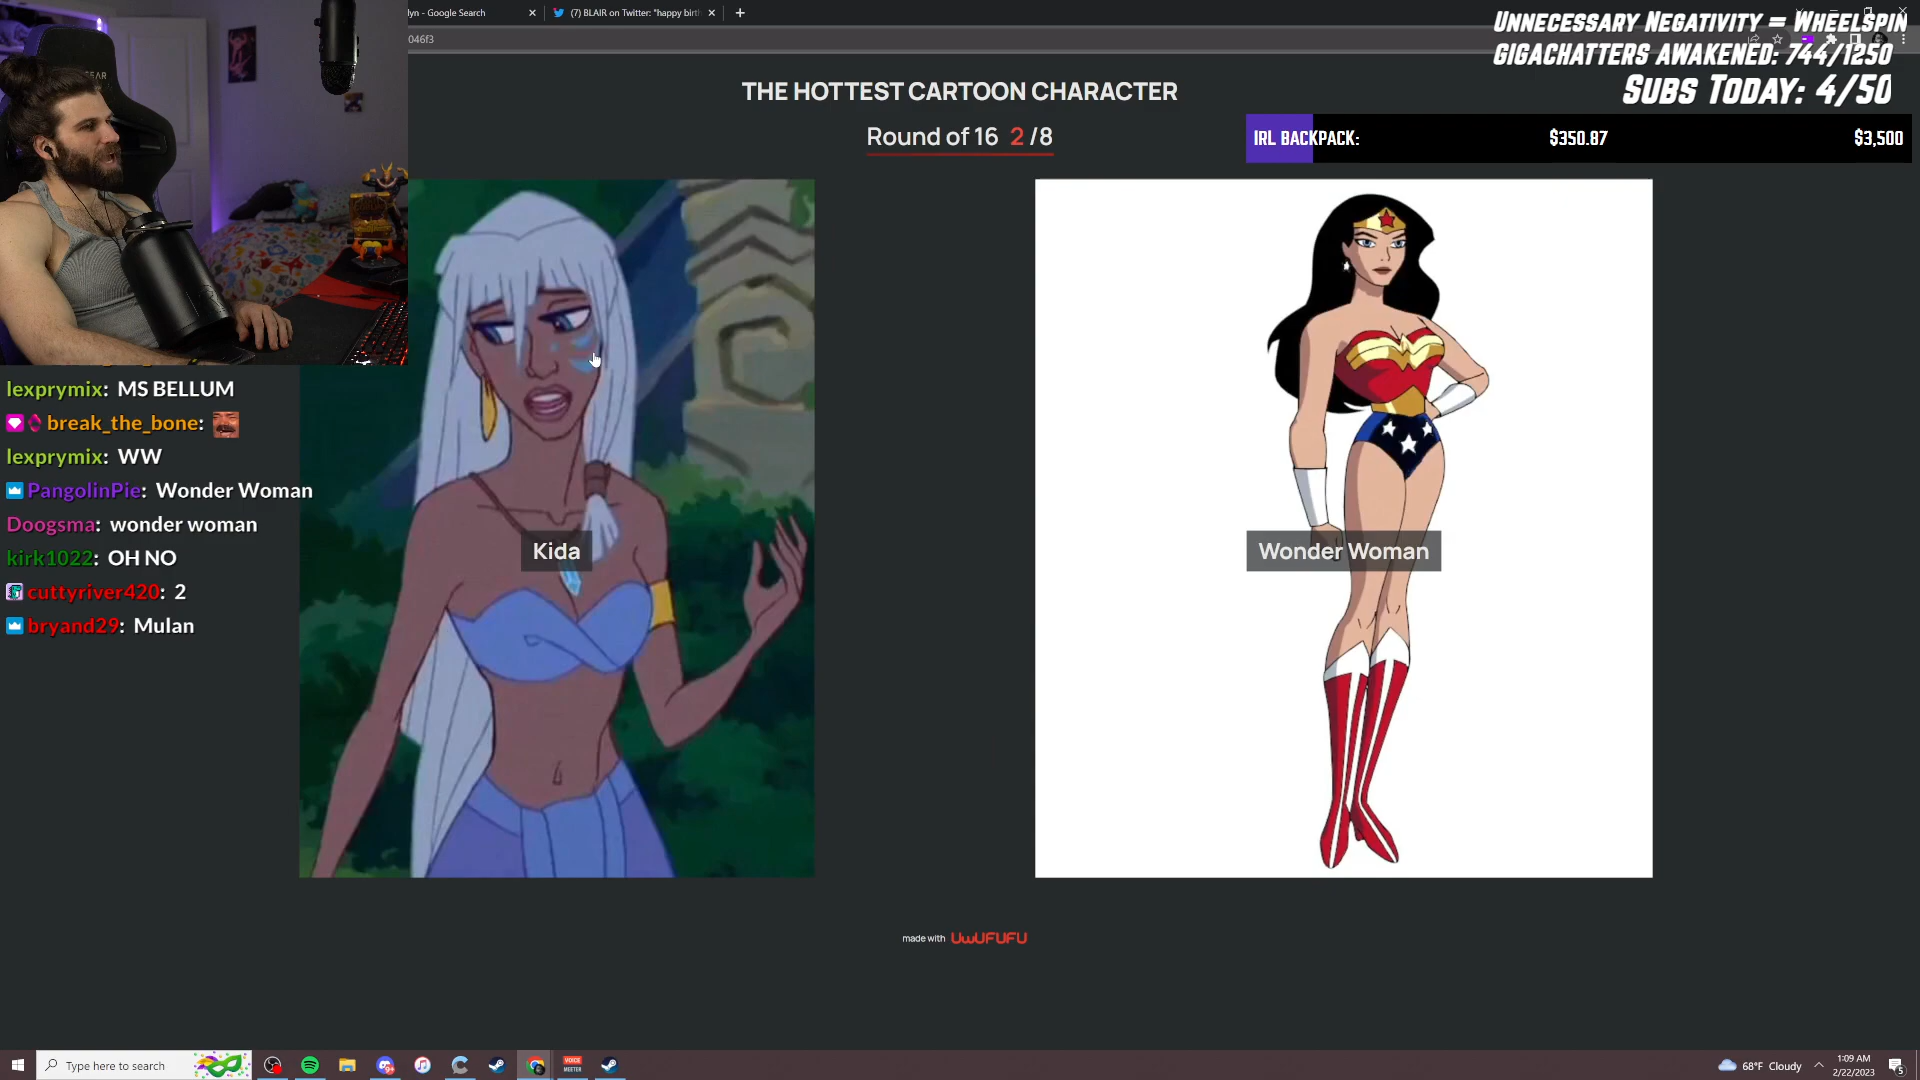 lyn - Google Search
(7) BLAIR on Twitter: "happy birt
046f3
UNNECESSARY NEGATIVITY = WHEELSPIN
GIGACHATTERS AWAKENED: 744/1250
SUBS TODAY: 4/50
IRL BACKPACK: $350.87 $3,500
THE HOTTEST CARTOON CHARACTER
Round of 16 2 /8
lexprymix: MS BELLUM
break_the_bone:
lexprymix: WW
PangolinPie: Wonder Woman
Doogsma: wonder woman
kirk1022: OH NO
cuttyriver420: 2
bryand29: Mulan
Kida
Wonder Woman
made with UwUFUFU
Type here to search
VOICE
MEETER
68°F Cloudy
1:09 AM
2/22/2023
5